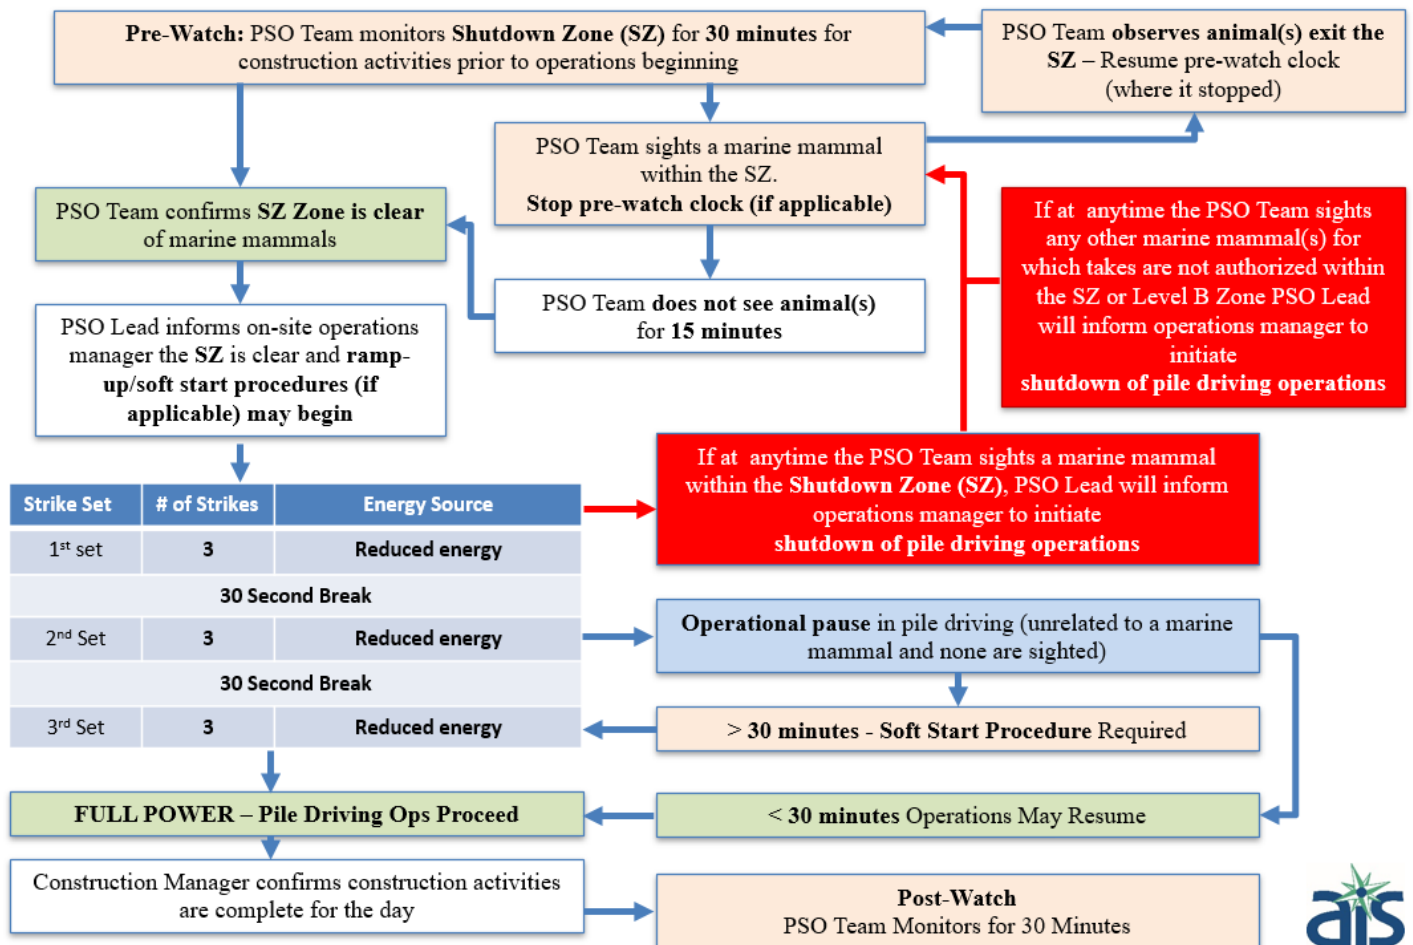 Pre-Watch: PSO Team monitors Shutdown Zone (SZ) for 30 minutes for
construction activities prior to operations beginning
PSO Team observes animal(s) exit the
SZ – Resume pre-watch clock
(where it stopped)
PSO Team sights a marine mammal
within the SZ.
Stop pre-watch clock (if applicable)
PSO Team confirms SZ Zone is clear
of marine mammals
If at  anytime the PSO Team sights
any other marine mammal(s) for
which takes are not authorized within
the SZ or Level B Zone PSO Lead
will inform operations manager to
initiate
shutdown of pile driving operations
PSO Team does not see animal(s)
for 15 minutes
PSO Lead informs on-site operations
manager the SZ is clear and ramp-
up/soft start procedures (if
applicable) may begin
If at  anytime the PSO Team sights a marine mammal
within the Shutdown Zone (SZ), PSO Lead will inform
operations manager to initiate
shutdown of pile driving operations
Strike Set # of Strikes Energy Source
1st set 3 Reduced energy
30 Second Break
2nd Set 3 Reduced energy
30 Second Break
3rd Set 3 Reduced energy
Operational pause in pile driving (unrelated to a marine
mammal and none are sighted)
> 30 minutes - Soft Start Procedure Required
FULL POWER – Pile Driving Ops Proceed
< 30 minutes Operations May Resume
Construction Manager confirms construction activities
are complete for the day
Post-Watch
PSO Team Monitors for 30 Minutes
ais